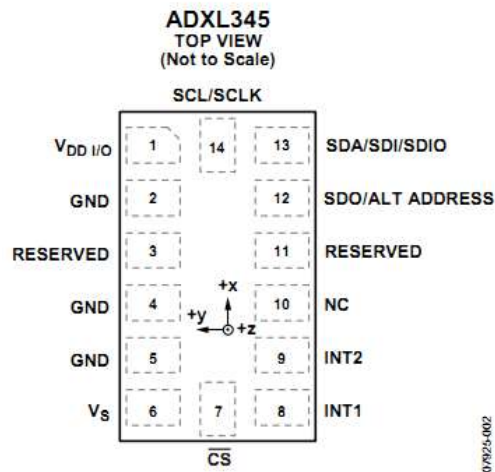 ADXL345
TOP VIEW
(Not to Scale)
SCL/SCLK
VDD I/O 1 14 13 SDA/SDI/SDIO
GND 2 12 SDO/ALT ADDRESS
RESERVED 3 11 RESERVED
+x
GND 4 10 NC
+y +z
GND 5 9 INT2
VS 6 7 8 INT1
CS
07925-002